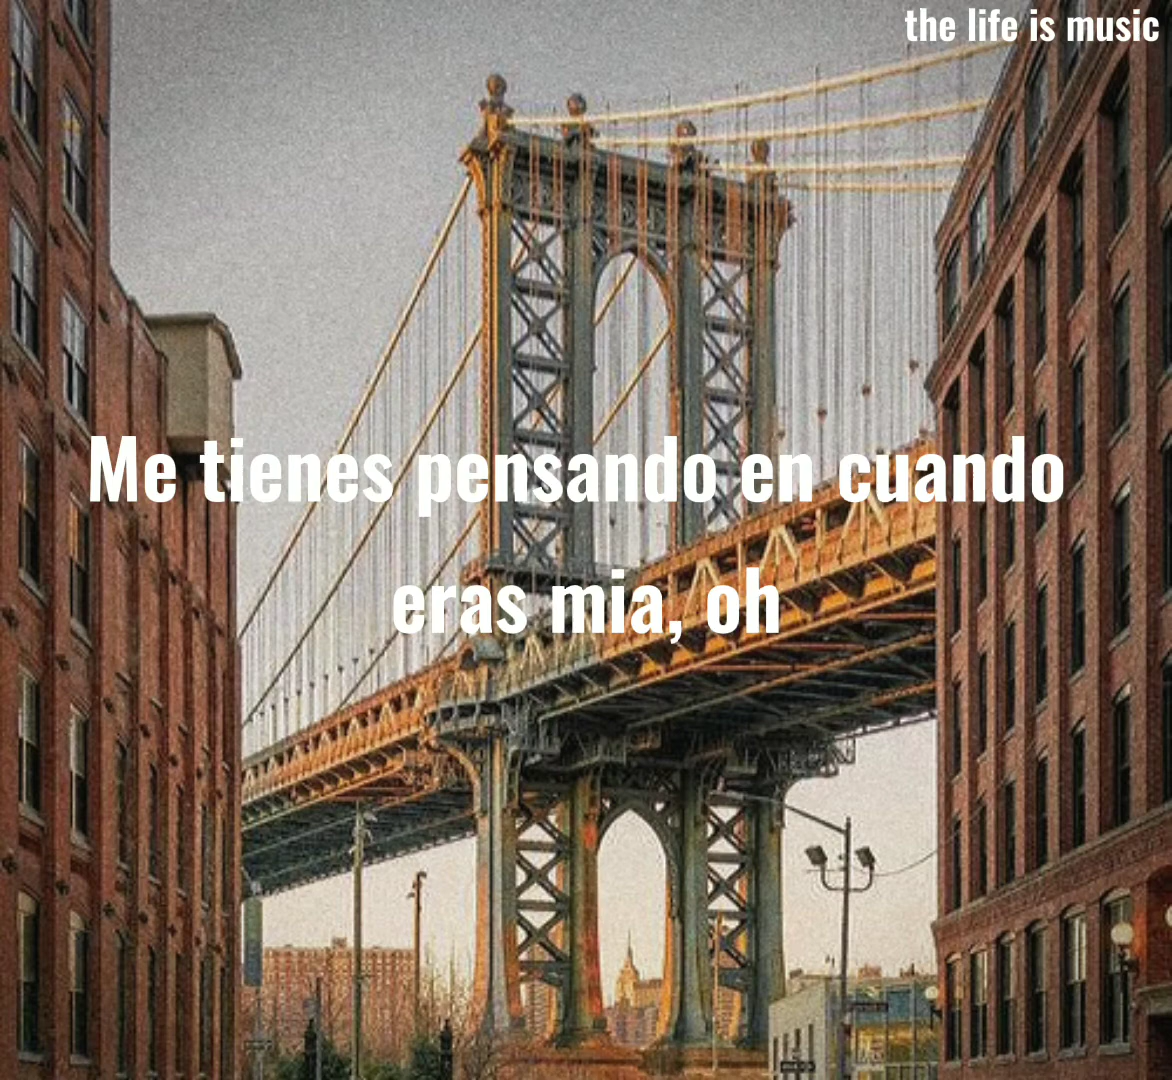 the life is music
Me tienes pensando en cuando
eras mia, oh